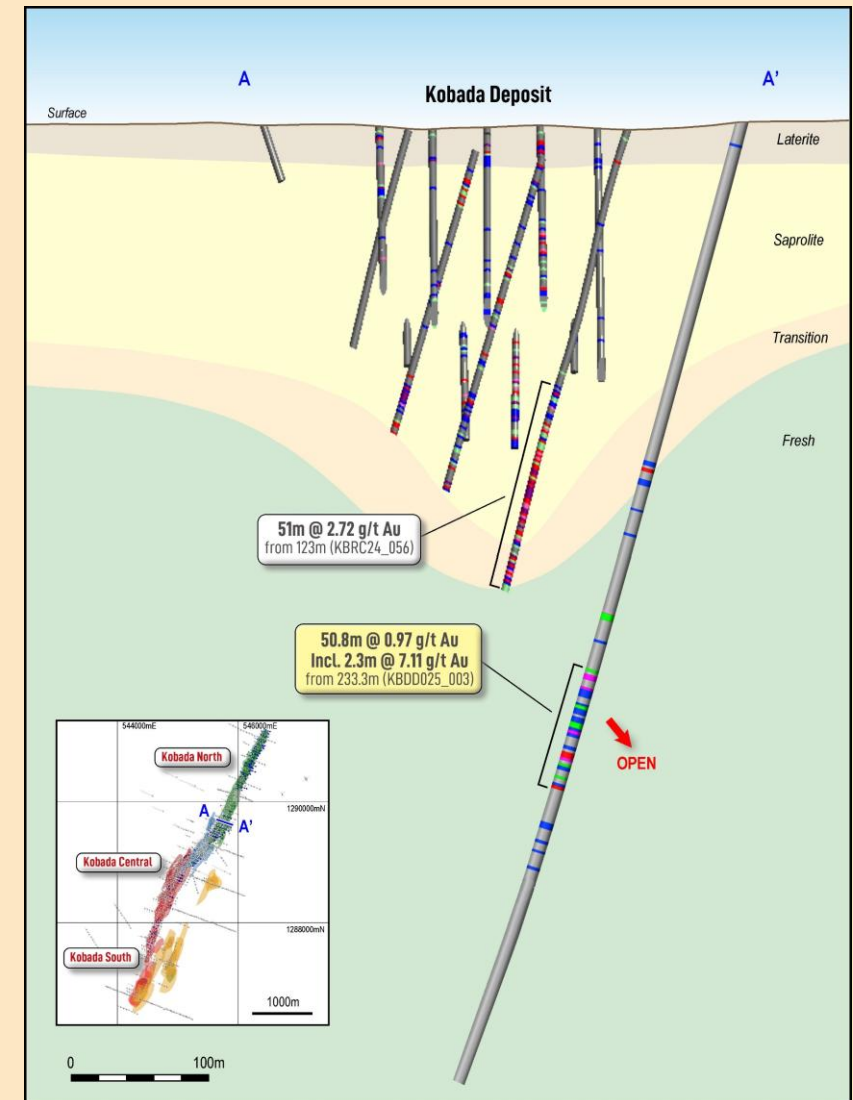 A
A'
Kobada Deposit
Surface
Laterite
Saprolite
Transition
Fresh
51m @ 2.72 g/t Au
from 123m (KBRC24_056)
50.8m @ 0.97 g/t Au
Incl. 2.3m @ 7.11 g/t Au
from 233.3m (KBDD025_003)
OPEN
544000mE
546000mE
Kobada North
1290000mN
A
A'
Kobada Central
1288000mN
Kobada South
1000m
0
100m